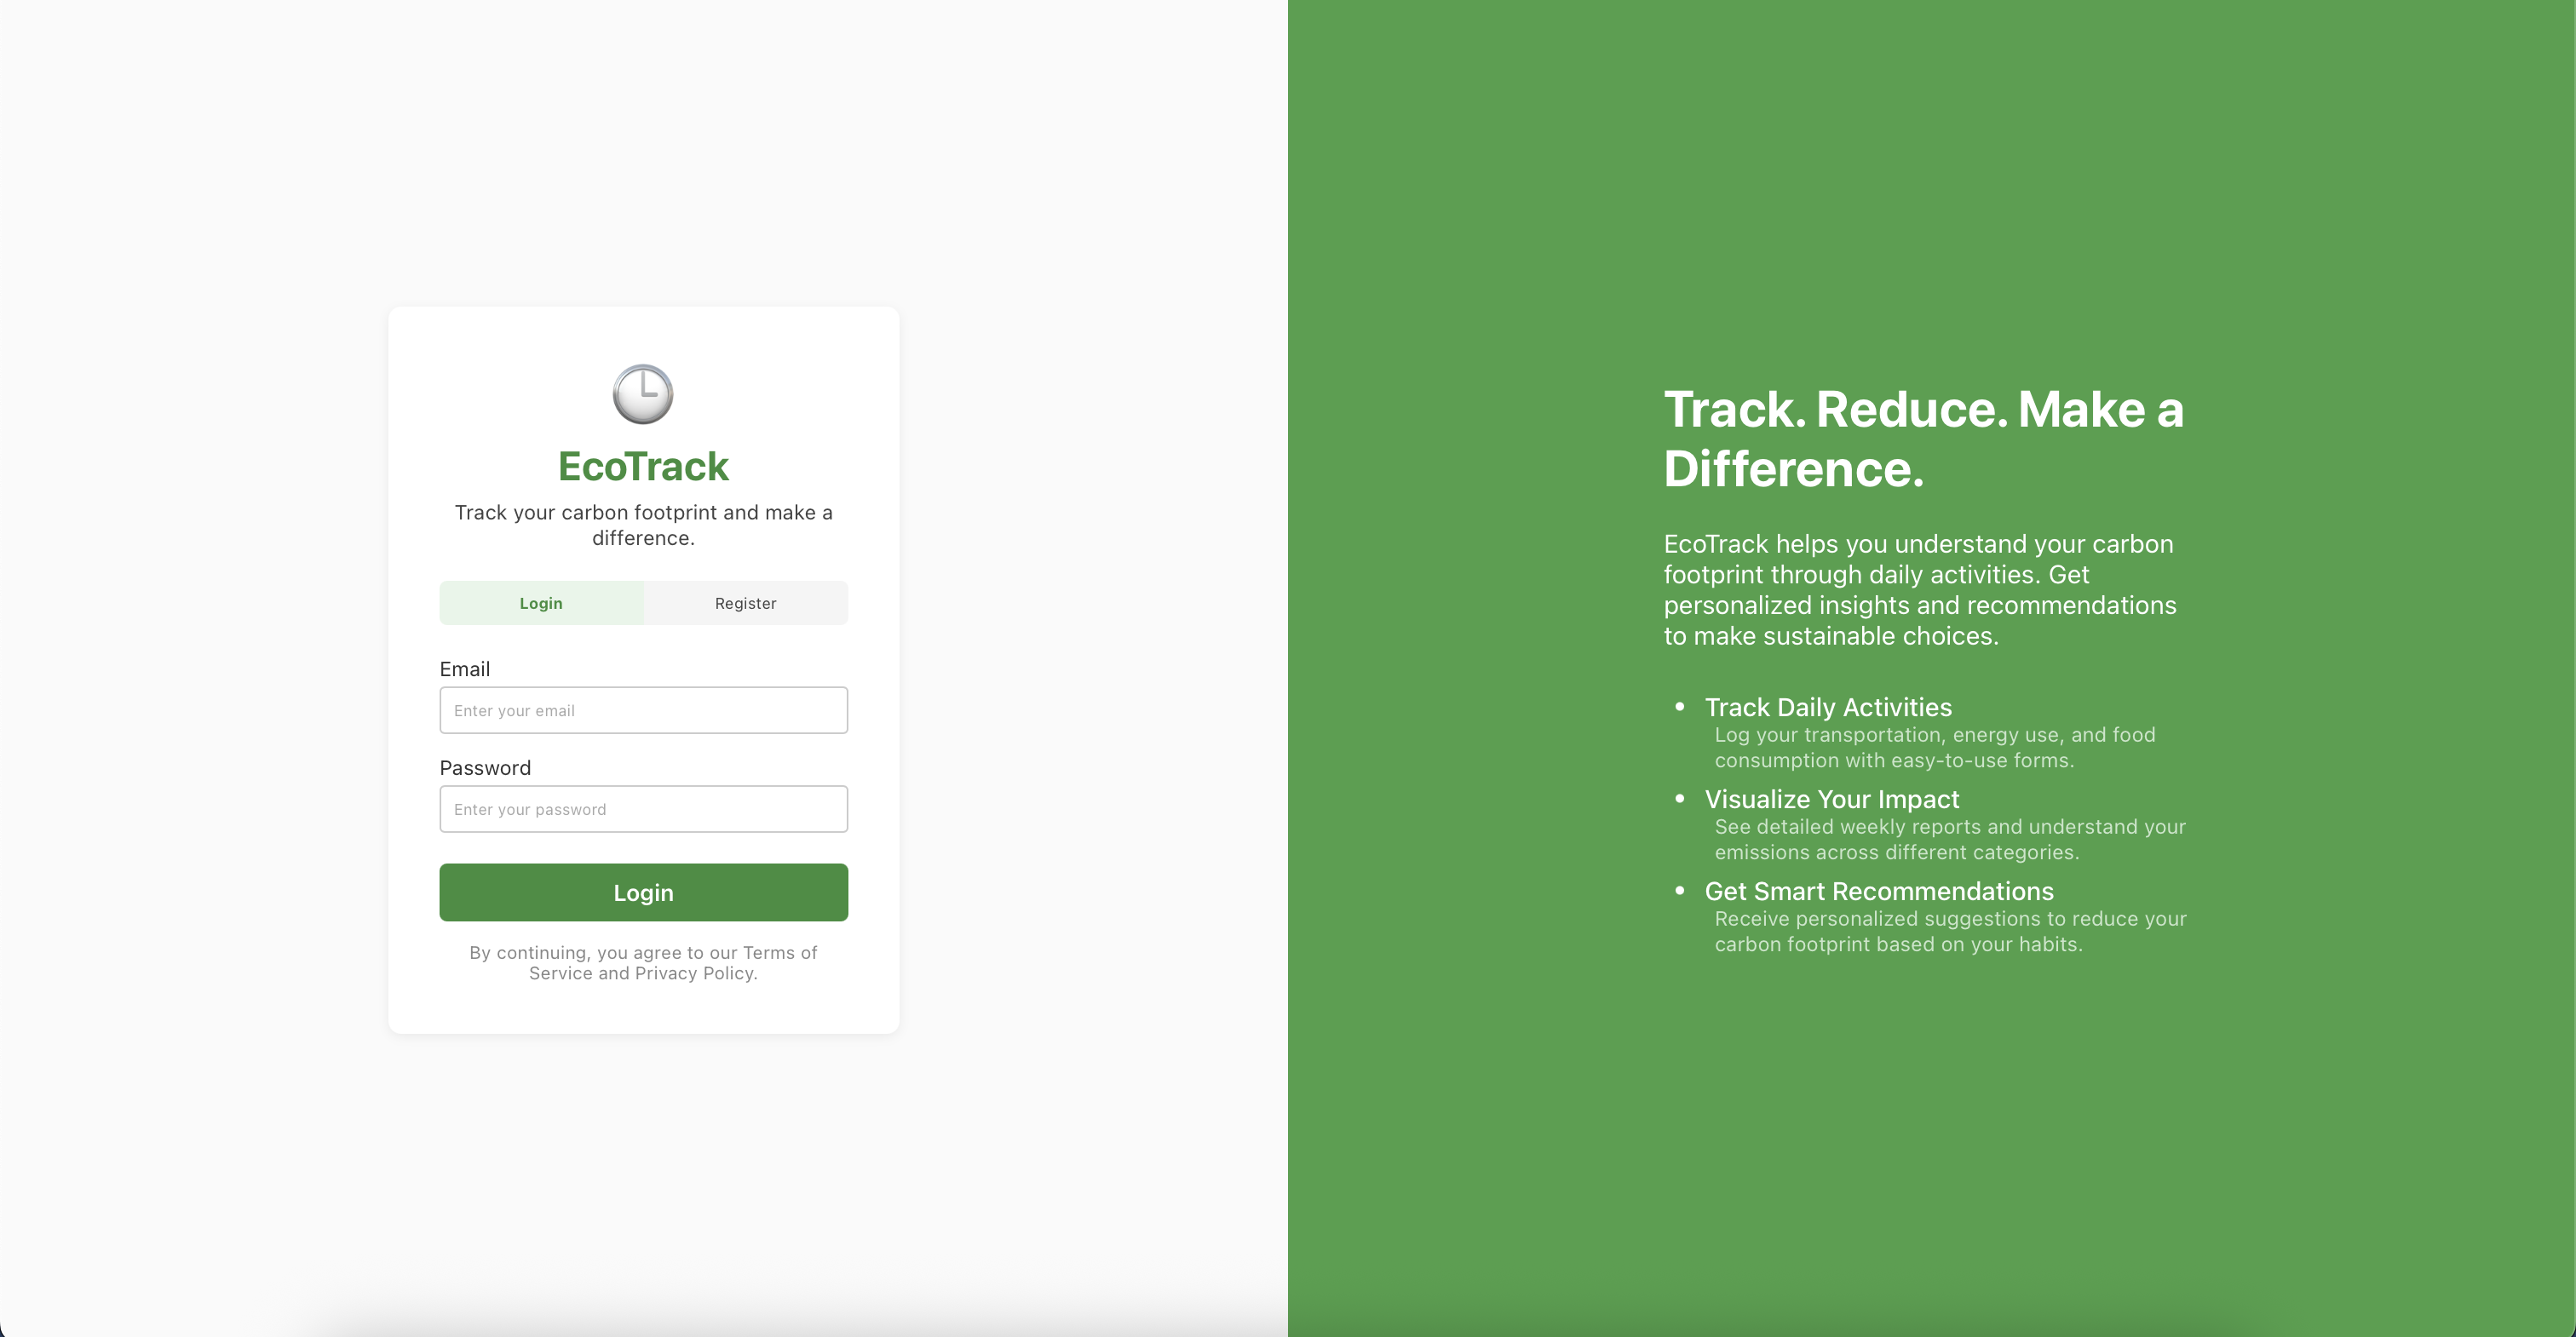 EcoTrack
Track your carbon footprint and make a
difference.
Login
Register
Email
Enter your email
Password
Enter your password
Login
By continuing, you agree to our Terms of
Service and Privacy Policy.
Track. Reduce. Make a
Difference.
EcoTrack helps you understand your carbon
footprint through daily activities. Get
personalized insights and recommendations
to make sustainable choices.
• Track Daily Activities
Log your transportation, energy use, and food
consumption with easy-to-use forms.
• Visualize Your Impact
See detailed weekly reports and understand your
emissions across different categories.
• Get Smart Recommendations
Receive personalized suggestions to reduce your
carbon footprint based on your habits.